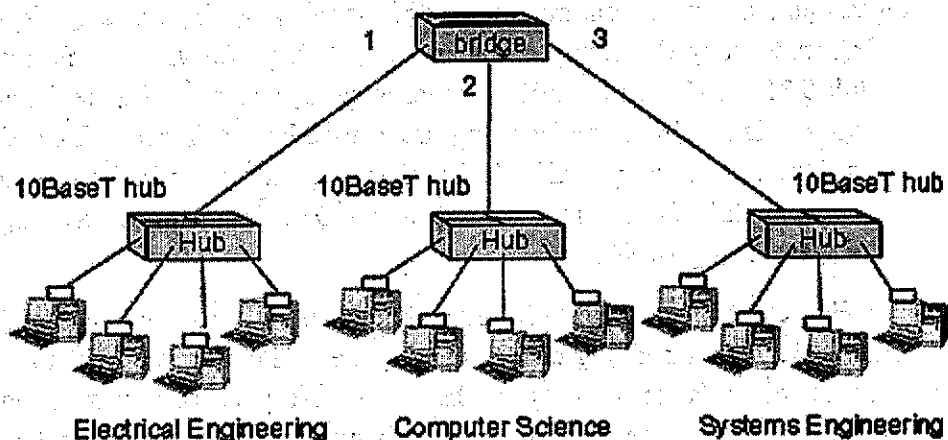 1
bridge
3
2
10BaseT hub
10BaseT hub
10BaseT hub
Hub
Hub
Hub
Electrical Engineering
Computer Science
Systems Engineering